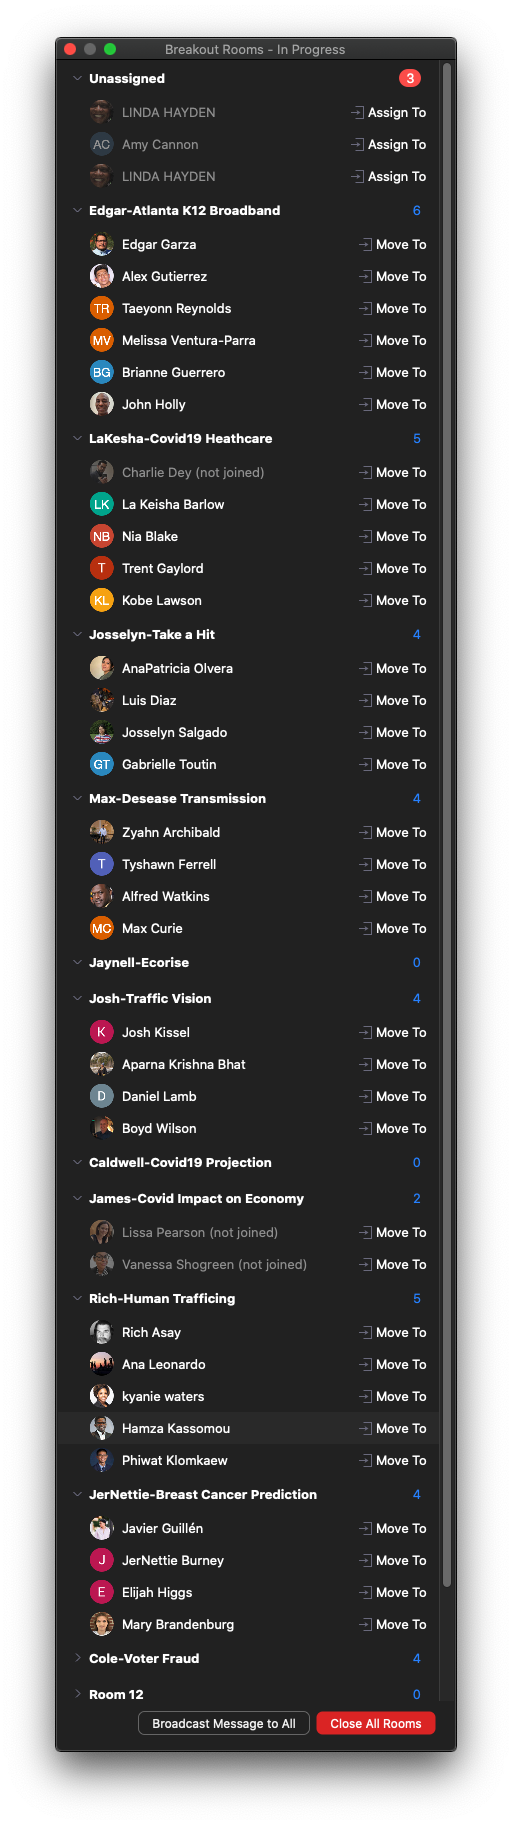 Breakout Rooms - In Progress
Unassigned 3
LINDA HAYDEN Assign To
AC Amy Cannon Assign To
LINDA HAYDEN Assign To
Edgar-Atlanta K12 Broadband 6
Edgar Garza Move To
Alex Gutierrez Move To
TR Taeyonn Reynolds Move To
MV Melissa Ventura-Parra Move To
BG Brianne Guerrero Move To
John Holly Move To
LaKesha-Covid19 Heathcare 5
Charlie Dey (not joined) Move To
LK La Keisha Barlow Move To
NB Nia Blake Move To
T Trent Gaylord Move To
KL Kobe Lawson Move To
Josselyn-Take a Hit 4
AnaPatricia Olvera Move To
Luis Diaz Move To
Josselyn Salgado Move To
GT Gabrielle Toutin Move To
Max-Desease Transmission 4
Zyahn Archibald Move To
T Tyshawn Ferrell Move To
Alfred Watkins Move To
MC Max Curie Move To
Jaynell-Ecorise 0
Josh-Traffic Vision 4
K Josh Kissel Move To
Aparna Krishna Bhat Move To
D Daniel Lamb Move To
Boyd Wilson Move To
Caldwell-Covid19 Projection 0
James-Covid Impact on Economy 2
Lissa Pearson (not joined) Move To
Vanessa Shogreen (not joined) Move To
Rich-Human Trafficing 5
Rich Asay Move To
Ana Leonardo Move To
kyanie waters Move To
Hamza Kassomou Move To
Phiwat Klomkaew Move To
JerNettie-Breast Cancer Prediction 4
Javier Guillén Move To
J JerNettie Burney Move To
E Elijah Higgs Move To
Mary Brandenburg Move To
Cole-Voter Fraud 4
Room 12 0
Broadcast Message to All Close All Rooms